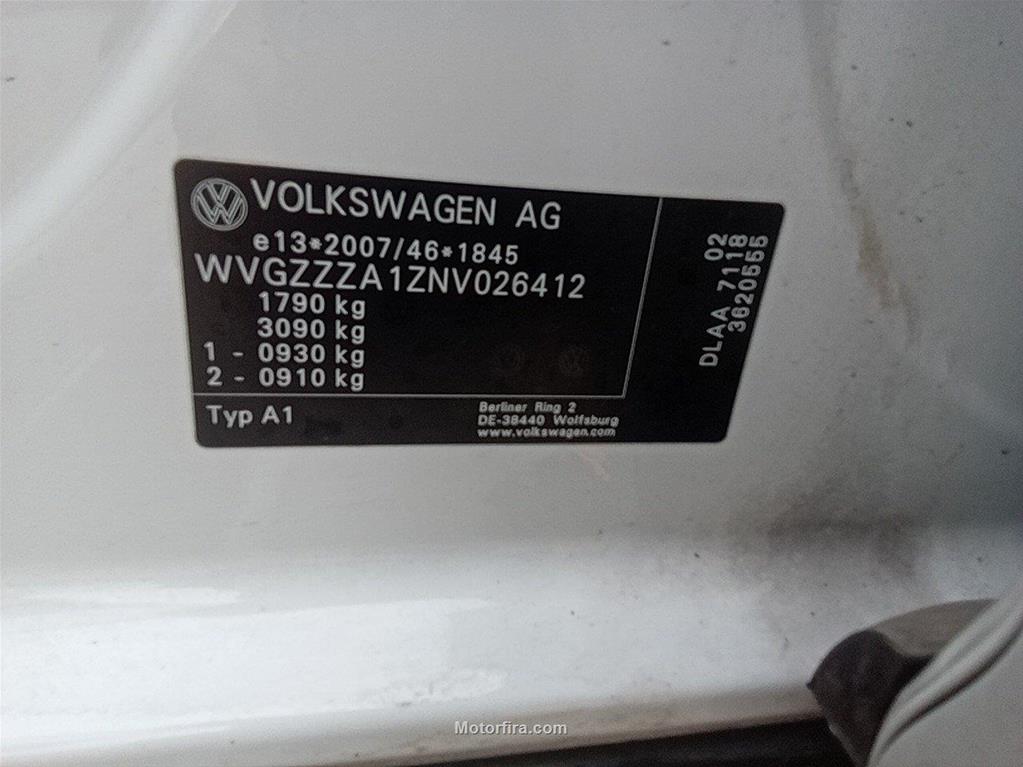 VOLKSWAGEN AG
e13*2007/46*1845
WVGZZZA1ZNV026412
1790 kg
3090 kg
1 - 0930 kg
2 - 0910 kg
Typ A1
Berliner Ring 2
DE-38440 Wolfsburg
www.volkswagen.com
02
DLAA 7118
3620555
Motorfira.com